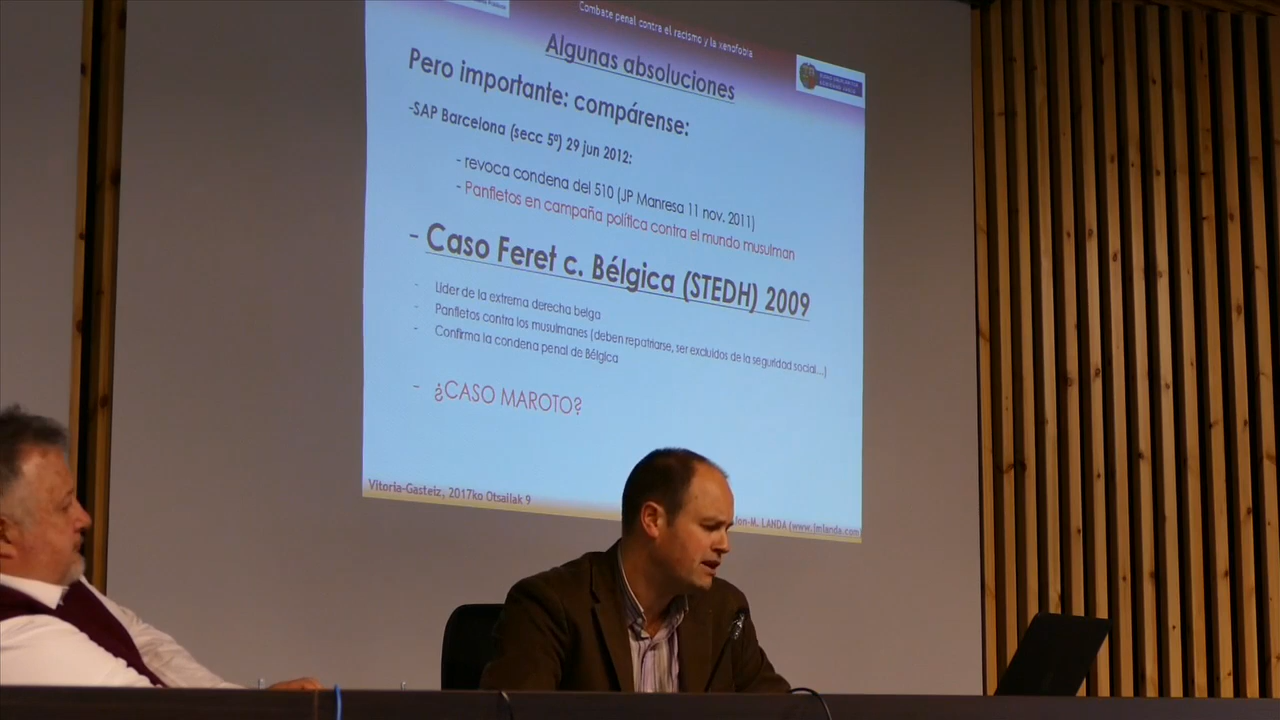 Combate penal contra el racismo y la xenofobia
Algunas absoluciones
Pero importante: compárense:
-SAP Barcelona (secc 5ª) 29 jun 2012:
- revoca condena del 510 (JP Manresa 11 nov. 2011)
- Panfletos en campaña política contra el mundo musulman
- Caso Feret c. Bélgica (STEDH) 2009
- Líder de la extrema derecha belga
- Panfletos contra los musulmanes (deben repatriarse, ser excluidos de la seguridad social...)
- Confirma la condena penal de Bélgica
- ¿CASO MAROTO?
Vitoria-Gasteiz, 2017ko Otsailak 9
Jon-M. LANDA (www.jmlanda.com